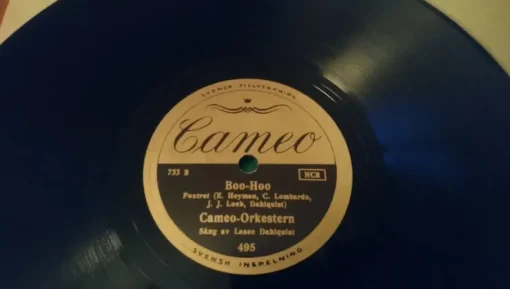 SVENSK TILLVERKNING
Cameo
733 B
NCB
Boo-Hoo
Foxtrot (E. Heyman, C. Lombardo,
J. J. Loeb, Dahlquist)
Cameo-Orkestern
Sång av Lasse Dahlquist
495
SVENSK INSPELNING